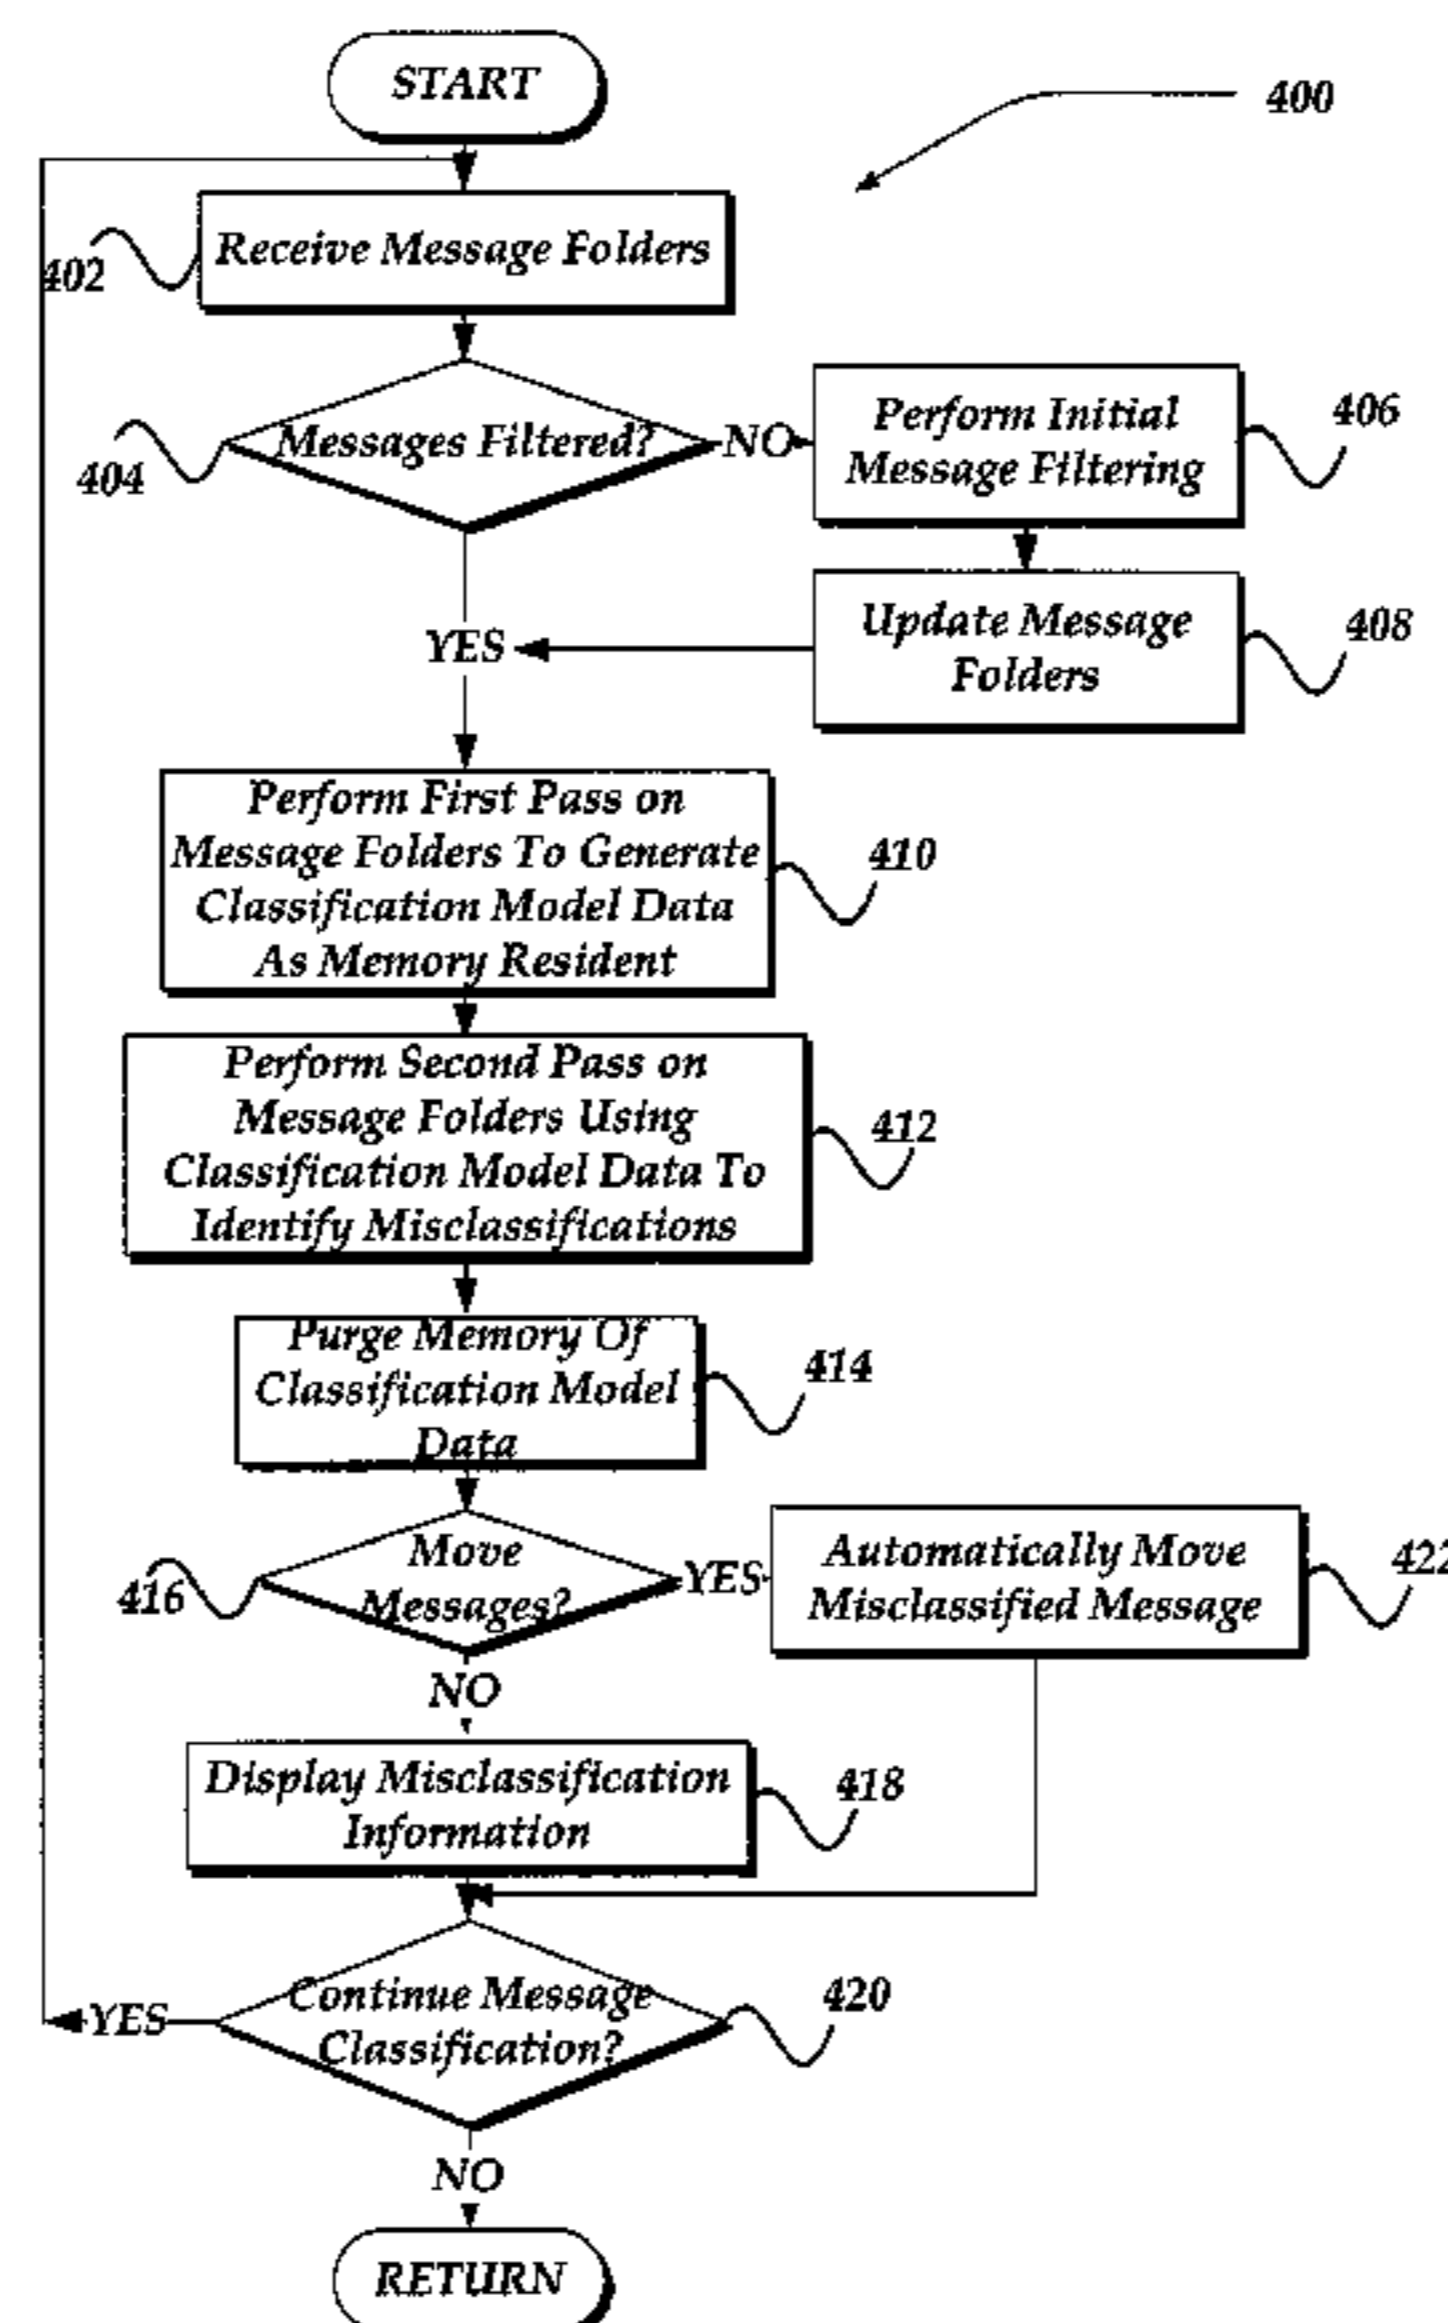 START
400
Receive Message Folders
402
Messages Filtered?
404
NO
Perform Initial
Message Filtering
406
Update Message
Folders
408
YES
Perform First Pass on
Message Folders To Generate
Classification Model Data
As Memory Resident
410
Perform Second Pass on
Message Folders Using
Classification Model Data To
Identify Misclassifications
412
Purge Memory Of
Classification Model
Data
414
Move
Messages?
416
YES
Automatically Move
Misclassified Message
422
NO
Display Misclassification
Information
418
Continue Message
Classification?
420
YES
NO
RETURN